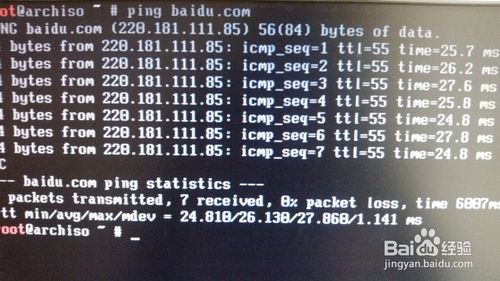 root@archiso ~ # ping baidu.com
NG baidu.com (220.181.111.85) 56(84) bytes of data.
4 bytes from 220.181.111.85: icmp_seq=1 ttl=55 time=25.7 ms
4 bytes from 220.181.111.85: icmp_seq=2 ttl=55 time=26.2 ms
4 bytes from 220.181.111.85: icmp_seq=3 ttl=55 time=27.6 ms
4 bytes from 220.181.111.85: icmp_seq=4 ttl=55 time=25.8 ms
4 bytes from 220.181.111.85: icmp_seq=5 ttl=55 time=24.8 ms
4 bytes from 220.181.111.85: icmp_seq=6 ttl=55 time=27.8 ms
4 bytes from 220.181.111.85: icmp_seq=7 ttl=55 time=24.8 ms
C
-- baidu.com ping statistics ---
packets transmitted, 7 received, 0% packet loss, time 6007ms
tt min/avg/max/mdev = 24.810/26.130/27.860/1.141 ms
root@archiso ~ # _
Baidu 经验
jingyan.baidu.com